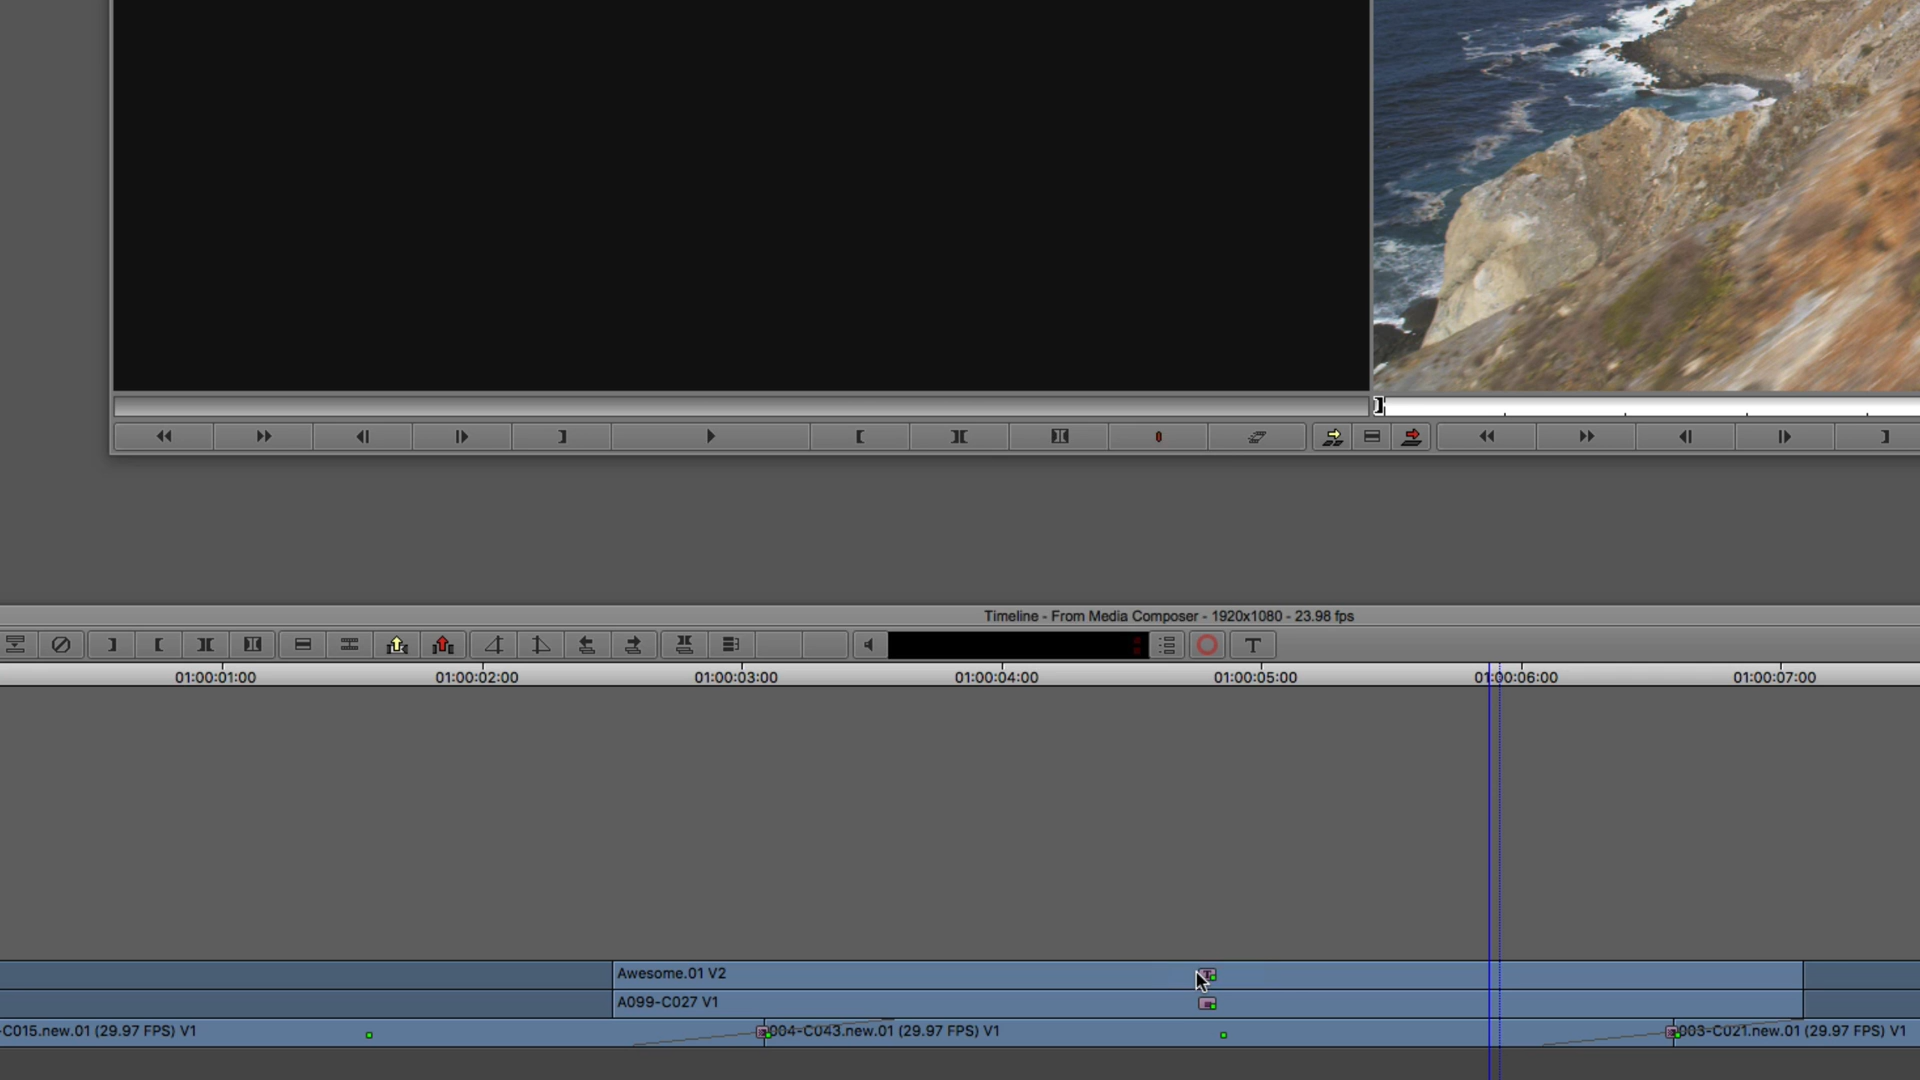 Timeline - From Media Composer - 1920x1080 - 23.98 fps
T
01:00:01:00 01:00:02:00 01:00:03:00 01:00:04:00 01:00:05:00 01:00:06:00 01:00:07:00
Awesome.01 V2
A099-C027 V1
-C015.new.01 (29.97 FPS) V1 004-C043.new.01 (29.97 FPS) V1 003-C021.new.01 (29.97 FPS) V1